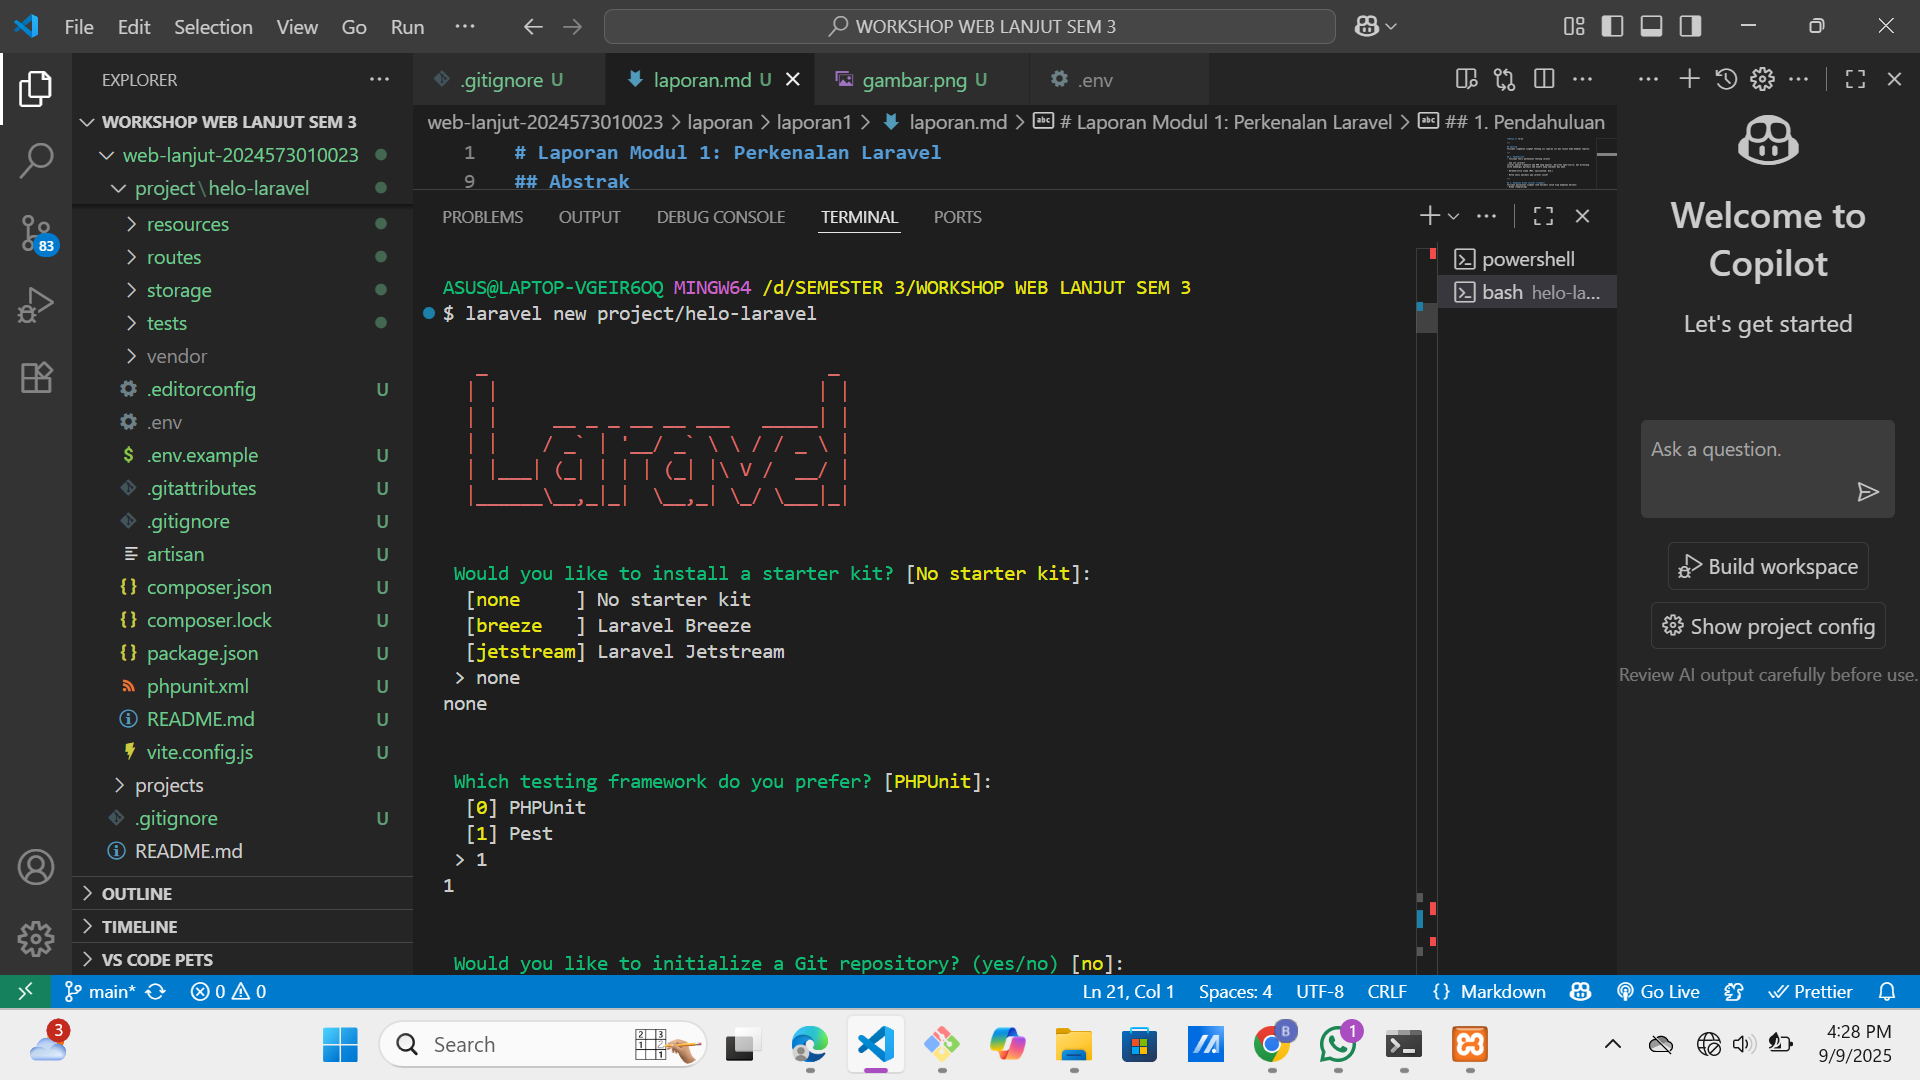 File Edit Selection View Go Run ··· WORKSHOP WEB LANJUT SEM 3
EXPLORER
WORKSHOP WEB LANJUT SEM 3
web-lanjut-2024573010023
project\helo-laravel
resources
routes
storage
tests
vendor
.editorconfig U
.env
.env.example U
.gitattributes U
.gitignore U
artisan U
composer.json U
composer.lock U
package.json U
phpunit.xml U
README.md U
vite.config.js U
projects
.gitignore U
README.md
OUTLINE
TIMELINE
VS CODE PETS
83
.gitignore U laporan.md U gambar.png U .env
web-lanjut-2024573010023 > laporan > laporan1 > laporan.md > # Laporan Modul 1: Perkenalan Laravel > ## 1. Pendahuluan
1 # Laporan Modul 1: Perkenalan Laravel
9 ## Abstrak
PROBLEMS OUTPUT DEBUG CONSOLE TERMINAL PORTS
powershell
bash helo-la...
ASUS@LAPTOP-VGEIR6OQ MINGW64 /d/SEMESTER 3/WORKSHOP WEB LANJUT SEM 3
$ laravel new project/helo-laravel
Laravel
Would you like to install a starter kit? [No starter kit]:
[none     ] No starter kit
[breeze   ] Laravel Breeze
[jetstream] Laravel Jetstream
> none
none
Which testing framework do you prefer? [PHPUnit]:
[0] PHPUnit
[1] Pest
> 1
1
Would you like to initialize a Git repository? (yes/no) [no]:
Welcome to
Copilot
Let's get started
Ask a question.
Build workspace
Show project config
Review AI output carefully before use.
main* 0 0 Ln 21, Col 1 Spaces: 4 UTF-8 CRLF {} Markdown Go Live Prettier
3 Search B 1 4:28 PM
9/9/2025